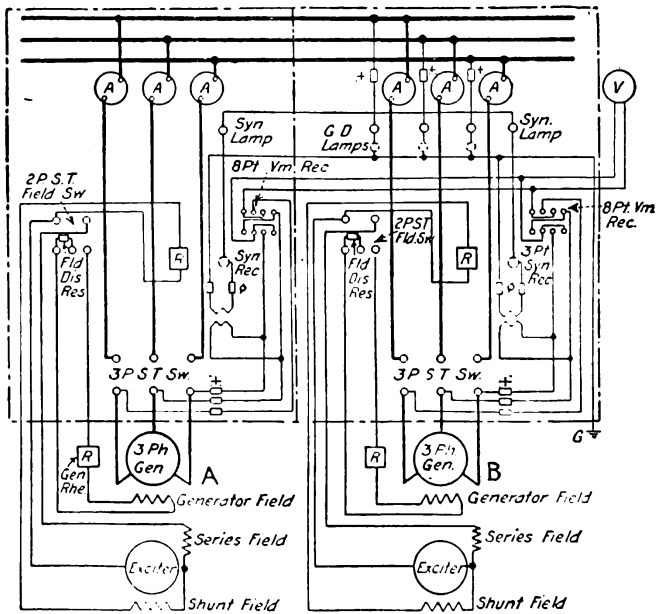 A A A A A A V
Syn Lamp
G D Lamps
Syn. Lamp
8Pt Vm. Rec
2P.S.T. Field Sw
2PST Fld. Sw.
8Pt. Vm Rec.
R
R
Fld Dis Res
Syn Rec
Fld Dis Res
3Pt Syn Rec
3P S T Sw.
3P S T Sw.
G
R
Gen Rhe
3 Ph Gen
A
R
3 Ph. Gen.
B
Generator Field
Generator Field
Series Field
Series Field
Exciter
Exciter
Shunt Field
Shunt Field